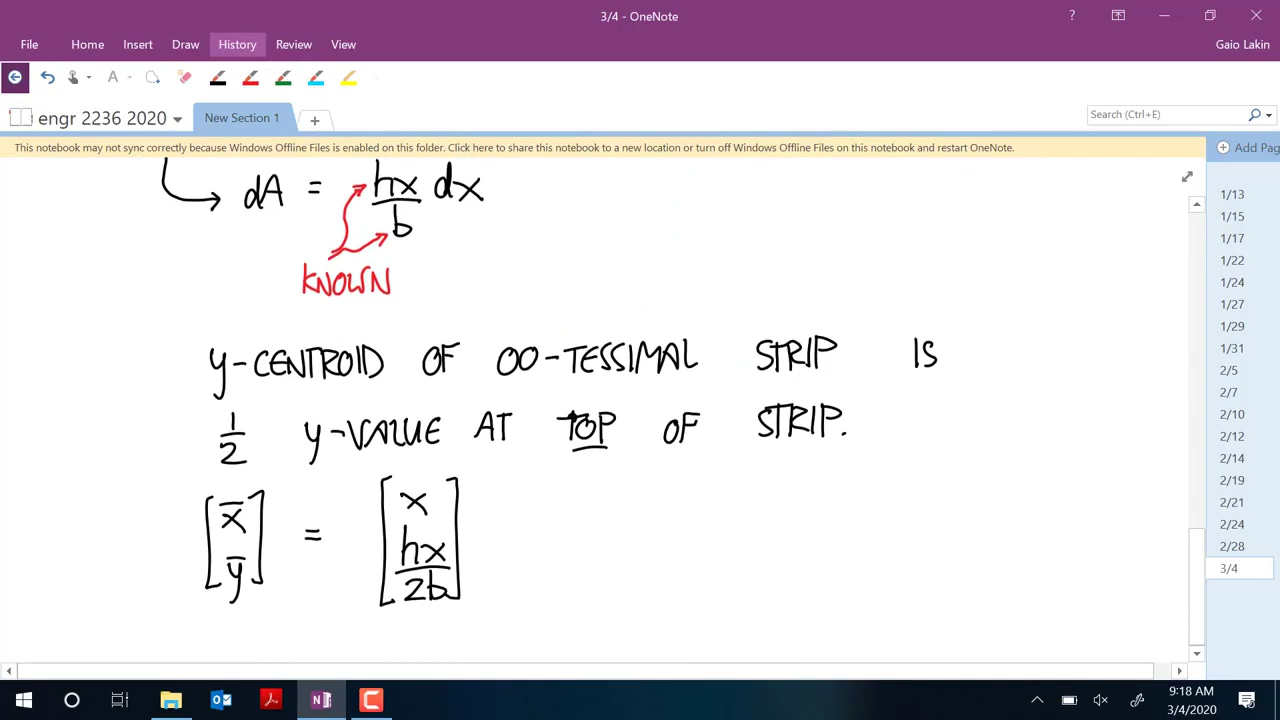 3/4 - OneNote
?
File Home Insert Draw History Review View
Gaio Lakin
A
engr 2236 2020
New Section 1
+
Search (Ctrl+E)
This notebook may not sync correctly because Windows Offline Files is enabled on this folder. Click here to share this notebook to a new location or turn off Windows Offline Files on this notebook and restart OneNote.
Add Pag
1/13
1/15
1/17
1/22
1/24
1/27
1/29
1/31
2/5
2/7
2/10
2/12
2/14
2/19
2/21
2/24
2/28
3/4
dA = hx/b dx
KNOWN
y-CENTROID OF OO-TESSIMAL STRIP IS
1/2 y-VALUE AT TOP OF STRIP.
[x̄ ȳ] = [x hx/2b]
9:18 AM
3/4/2020